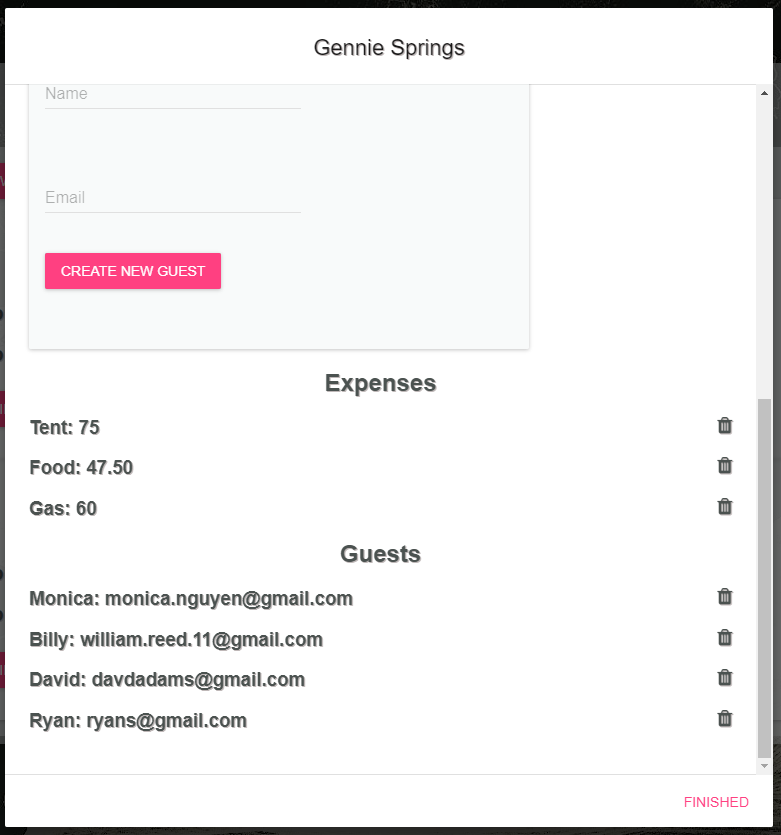 Gennie Springs
Name
Email
CREATE NEW GUEST
Expenses
Tent: 75
Food: 47.50
Gas: 60
Guests
Monica: monica.nguyen@gmail.com
Billy: william.reed.11@gmail.com
David: davdadams@gmail.com
Ryan: ryans@gmail.com
FINISHED